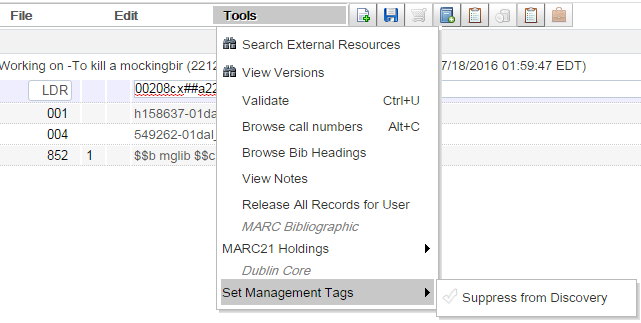 File Edit Tools
Search External Resources
Working on -To kill a mockingbir (2212 7/18/2016 01:59:47 EDT)
View Versions
LDR 00208cx##a22
Validate Ctrl+U
001 h158637-01da
Browse call numbers Alt+C
004 549262-01dal
Browse Bib Headings
852 1 $$b mglib $$c
View Notes
Release All Records for User
MARC Bibliographic
MARC21 Holdings
Dublin Core
Set Management Tags
Suppress from Discovery